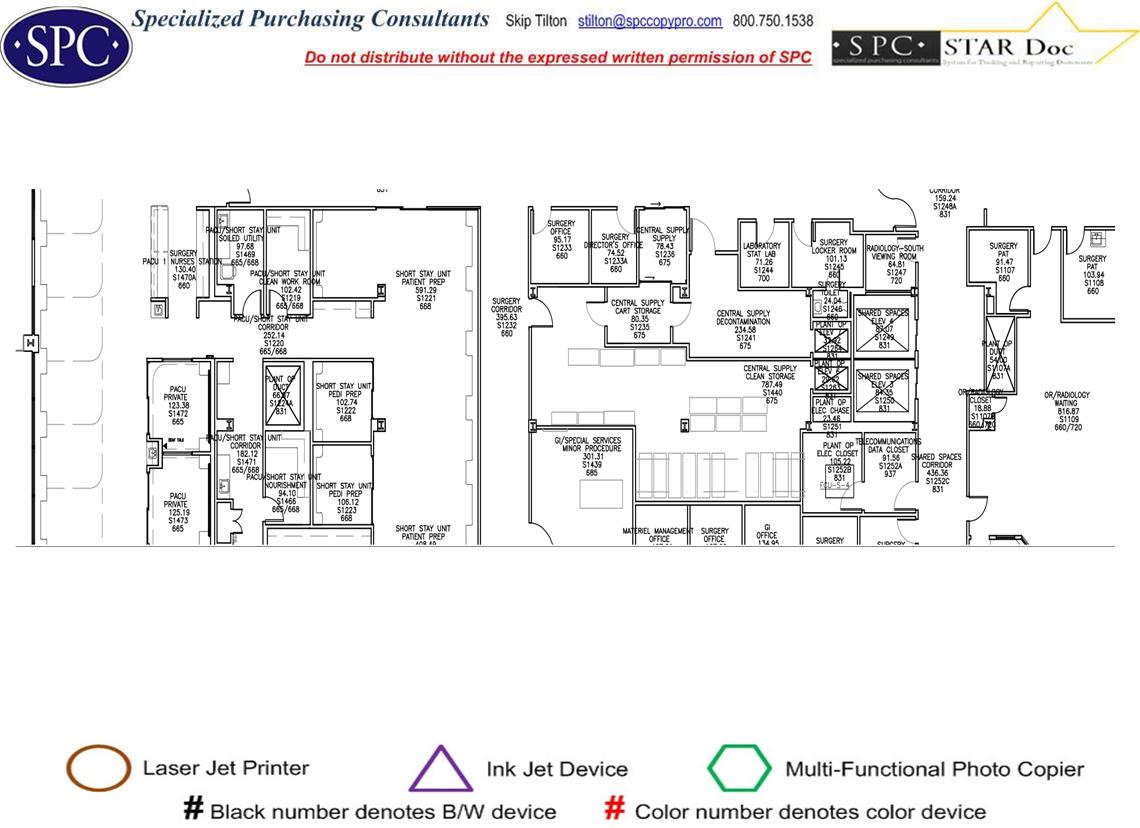 SPC
Specialized Purchasing Consultants Skip Tilton stilton@spccopypro.com 800.750.1538
Do not distribute without the expressed written permission of SPC
·SPC· STAR Doc
specialized purchasing consultants System for Tracking and Reporting Documents
CORRIDOR
159.24
S1248A
831
PACU/SHORT STAY UNIT
SOILED UTILITY
97.68
S1469
665/668
PACU 1
SURGERY
NURSES STATION
130.40
S1470A
660
PACU/SHORT STAY UNIT
CLEAN WORK ROOM
102.42
S1219
665/668
PACU/SHORT STAY UNIT
CORRIDOR
252.14
S1220
665/668
SHORT STAY UNIT
PATIENT PREP
591.29
S1221
668
SURGERY
CORRIDOR
395.63
S1232
660
SURGERY
OFFICE
95.17
S1233
660
SURGERY
DIRECTOR'S OFFICE
74.52
S1233A
660
CENTRAL SUPPLY
SUPPLY
78.43
S1236
675
CENTRAL SUPPLY
CART STORAGE
80.35
S1235
675
LABORATORY
STAT LAB
71.26
S1244
700
SURGERY
LOCKER ROOM
101.13
S1245
660
RADIOLOGY-SOUTH
VIEWING ROOM
64.81
S1247
720
SURGERY
TOILET
24.04
S1246
660
CENTRAL SUPPLY
DECONTAMINATION
234.58
S1241
675
PLANT OP
ELEV
831
SHARED SPACES
ELEV 4
S1249
831
CENTRAL SUPPLY
CLEAN STORAGE
787.49
S1440
675
PLANT OP
ELEV
831
SHARED SPACES
ELEV 3
S1250
831
PLANT OP
ELEC CHASE
23.46
S1251
831
SURGERY
PAT
91.47
S1107
660
SURGERY
PAT
103.94
S1108
660
PLANT OP
DUCT
54.00
S1107A
831
OR/RADIOLOGY
CLOSET
18.88
660/720
OR/RADIOLOGY
WAITING
816.87
S1109
660/720
PACU
PRIVATE
123.38
S1472
665
PLANT OP
DUCT
S1224A
831
SHORT STAY UNIT
PEDI PREP
102.74
S1222
668
PACU/SHORT STAY UNIT
CORRIDOR
182.12
S1471
665/668
PACU/SHORT STAY UNIT
NOURISHMENT
94.10
S1466
665/668
SHORT STAY UNIT
PEDI PREP
106.12
S1223
668
PACU
PRIVATE
125.19
S1473
665
SHORT STAY UNIT
PATIENT PREP
GI/SPECIAL SERVICES
MINOR PROCEDURE
301.31
S1439
685
PLANT OP
ELEC CLOSET
105.22
S1252B
831
FCU-S-4
TELECOMMUNICATIONS
DATA CLOSET
91.56
S1252A
937
SHARED SPACES
CORRIDOR
436.36
S1252C
831
MATERIEL MANAGEMENT
OFFICE
SURGERY
OFFICE
GI
OFFICE
134.95
SURGERY
SURGERY
Laser Jet Printer Ink Jet Device Multi-Functional Photo Copier
# Black number denotes B/W device # Color number denotes color device